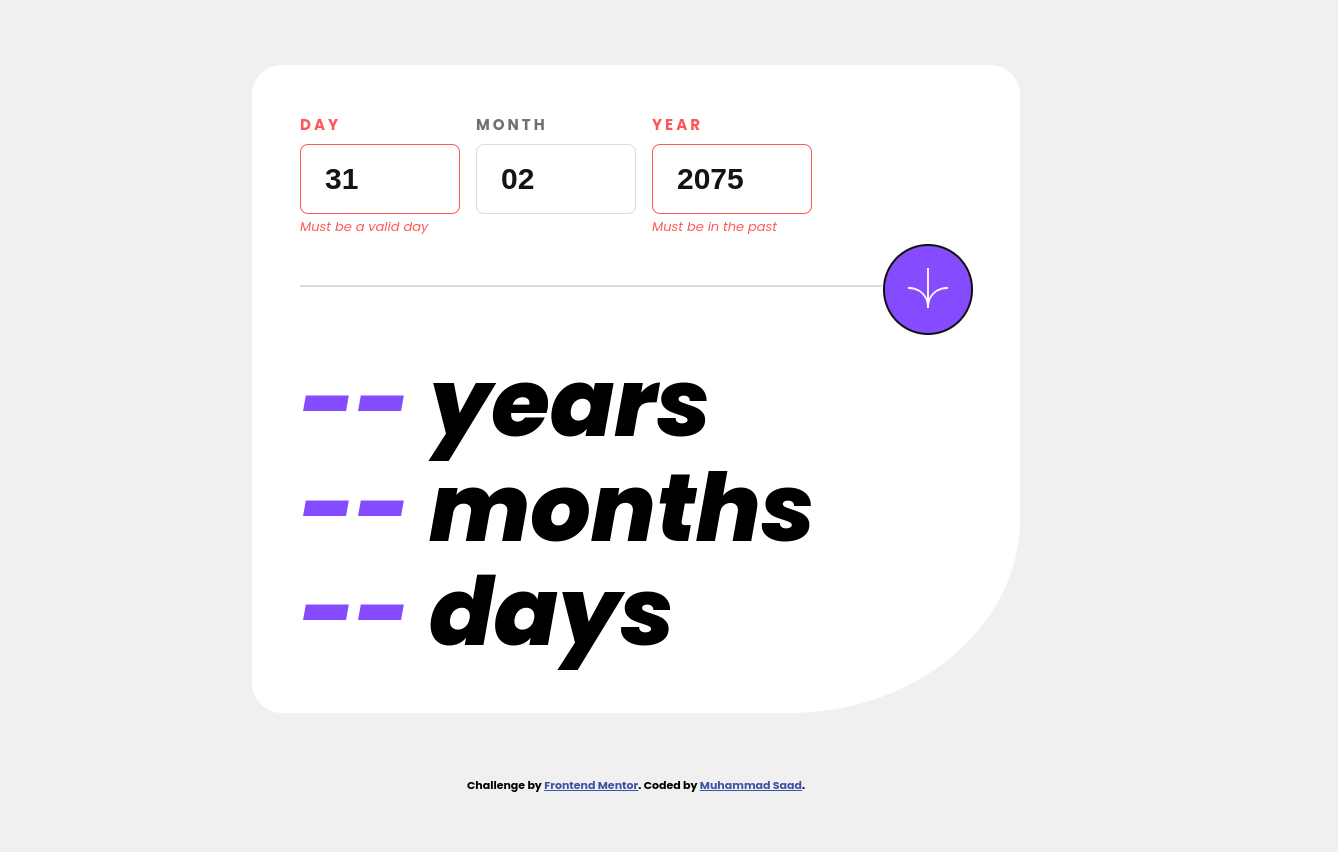 DAY MONTH YEAR
31 02 2075
Must be a valid day Must be in the past
-- years
-- months
-- days
Challenge by Frontend Mentor. Coded by Muhammad Saad.